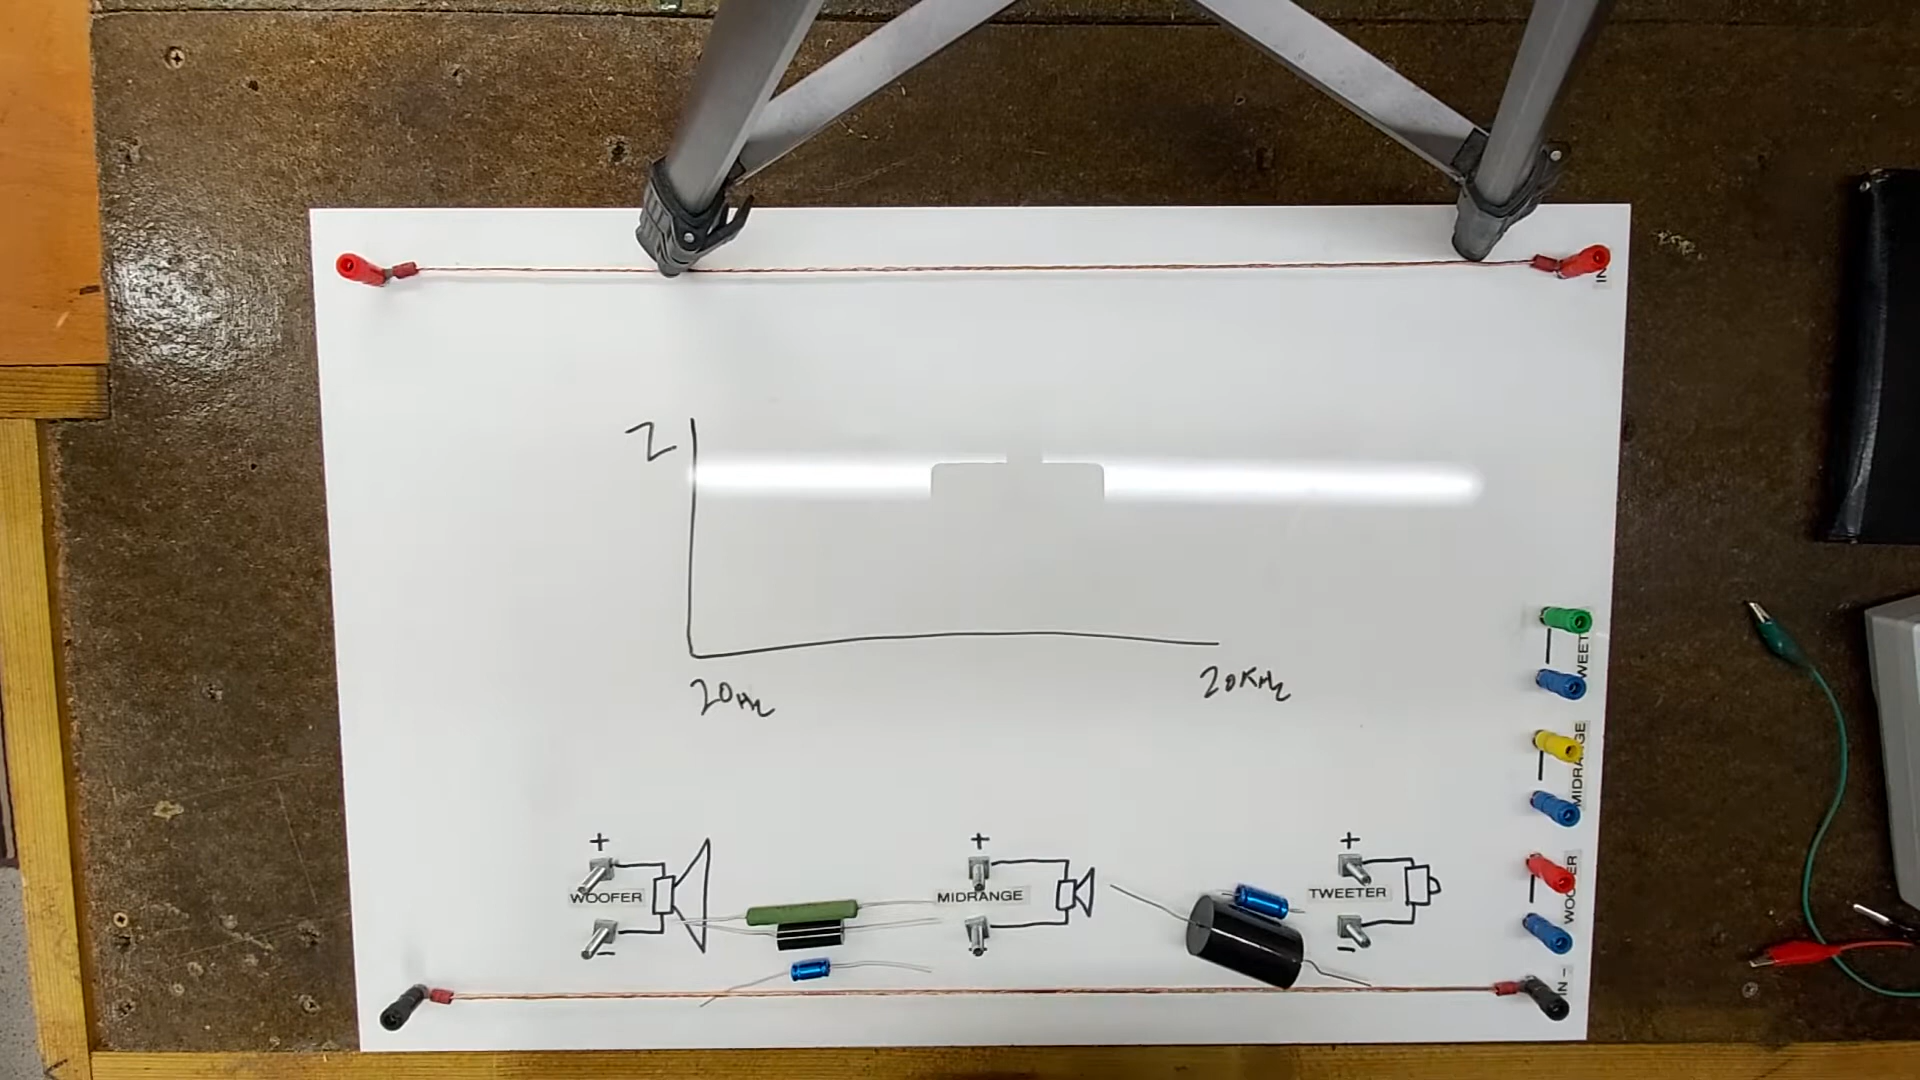 IN
Z
20Hz
20KHz
TWEET
MIDRANGE
+
+
+
WOOFER
MIDRANGE
TWEETER
WOOFER
-
-
-
IN -